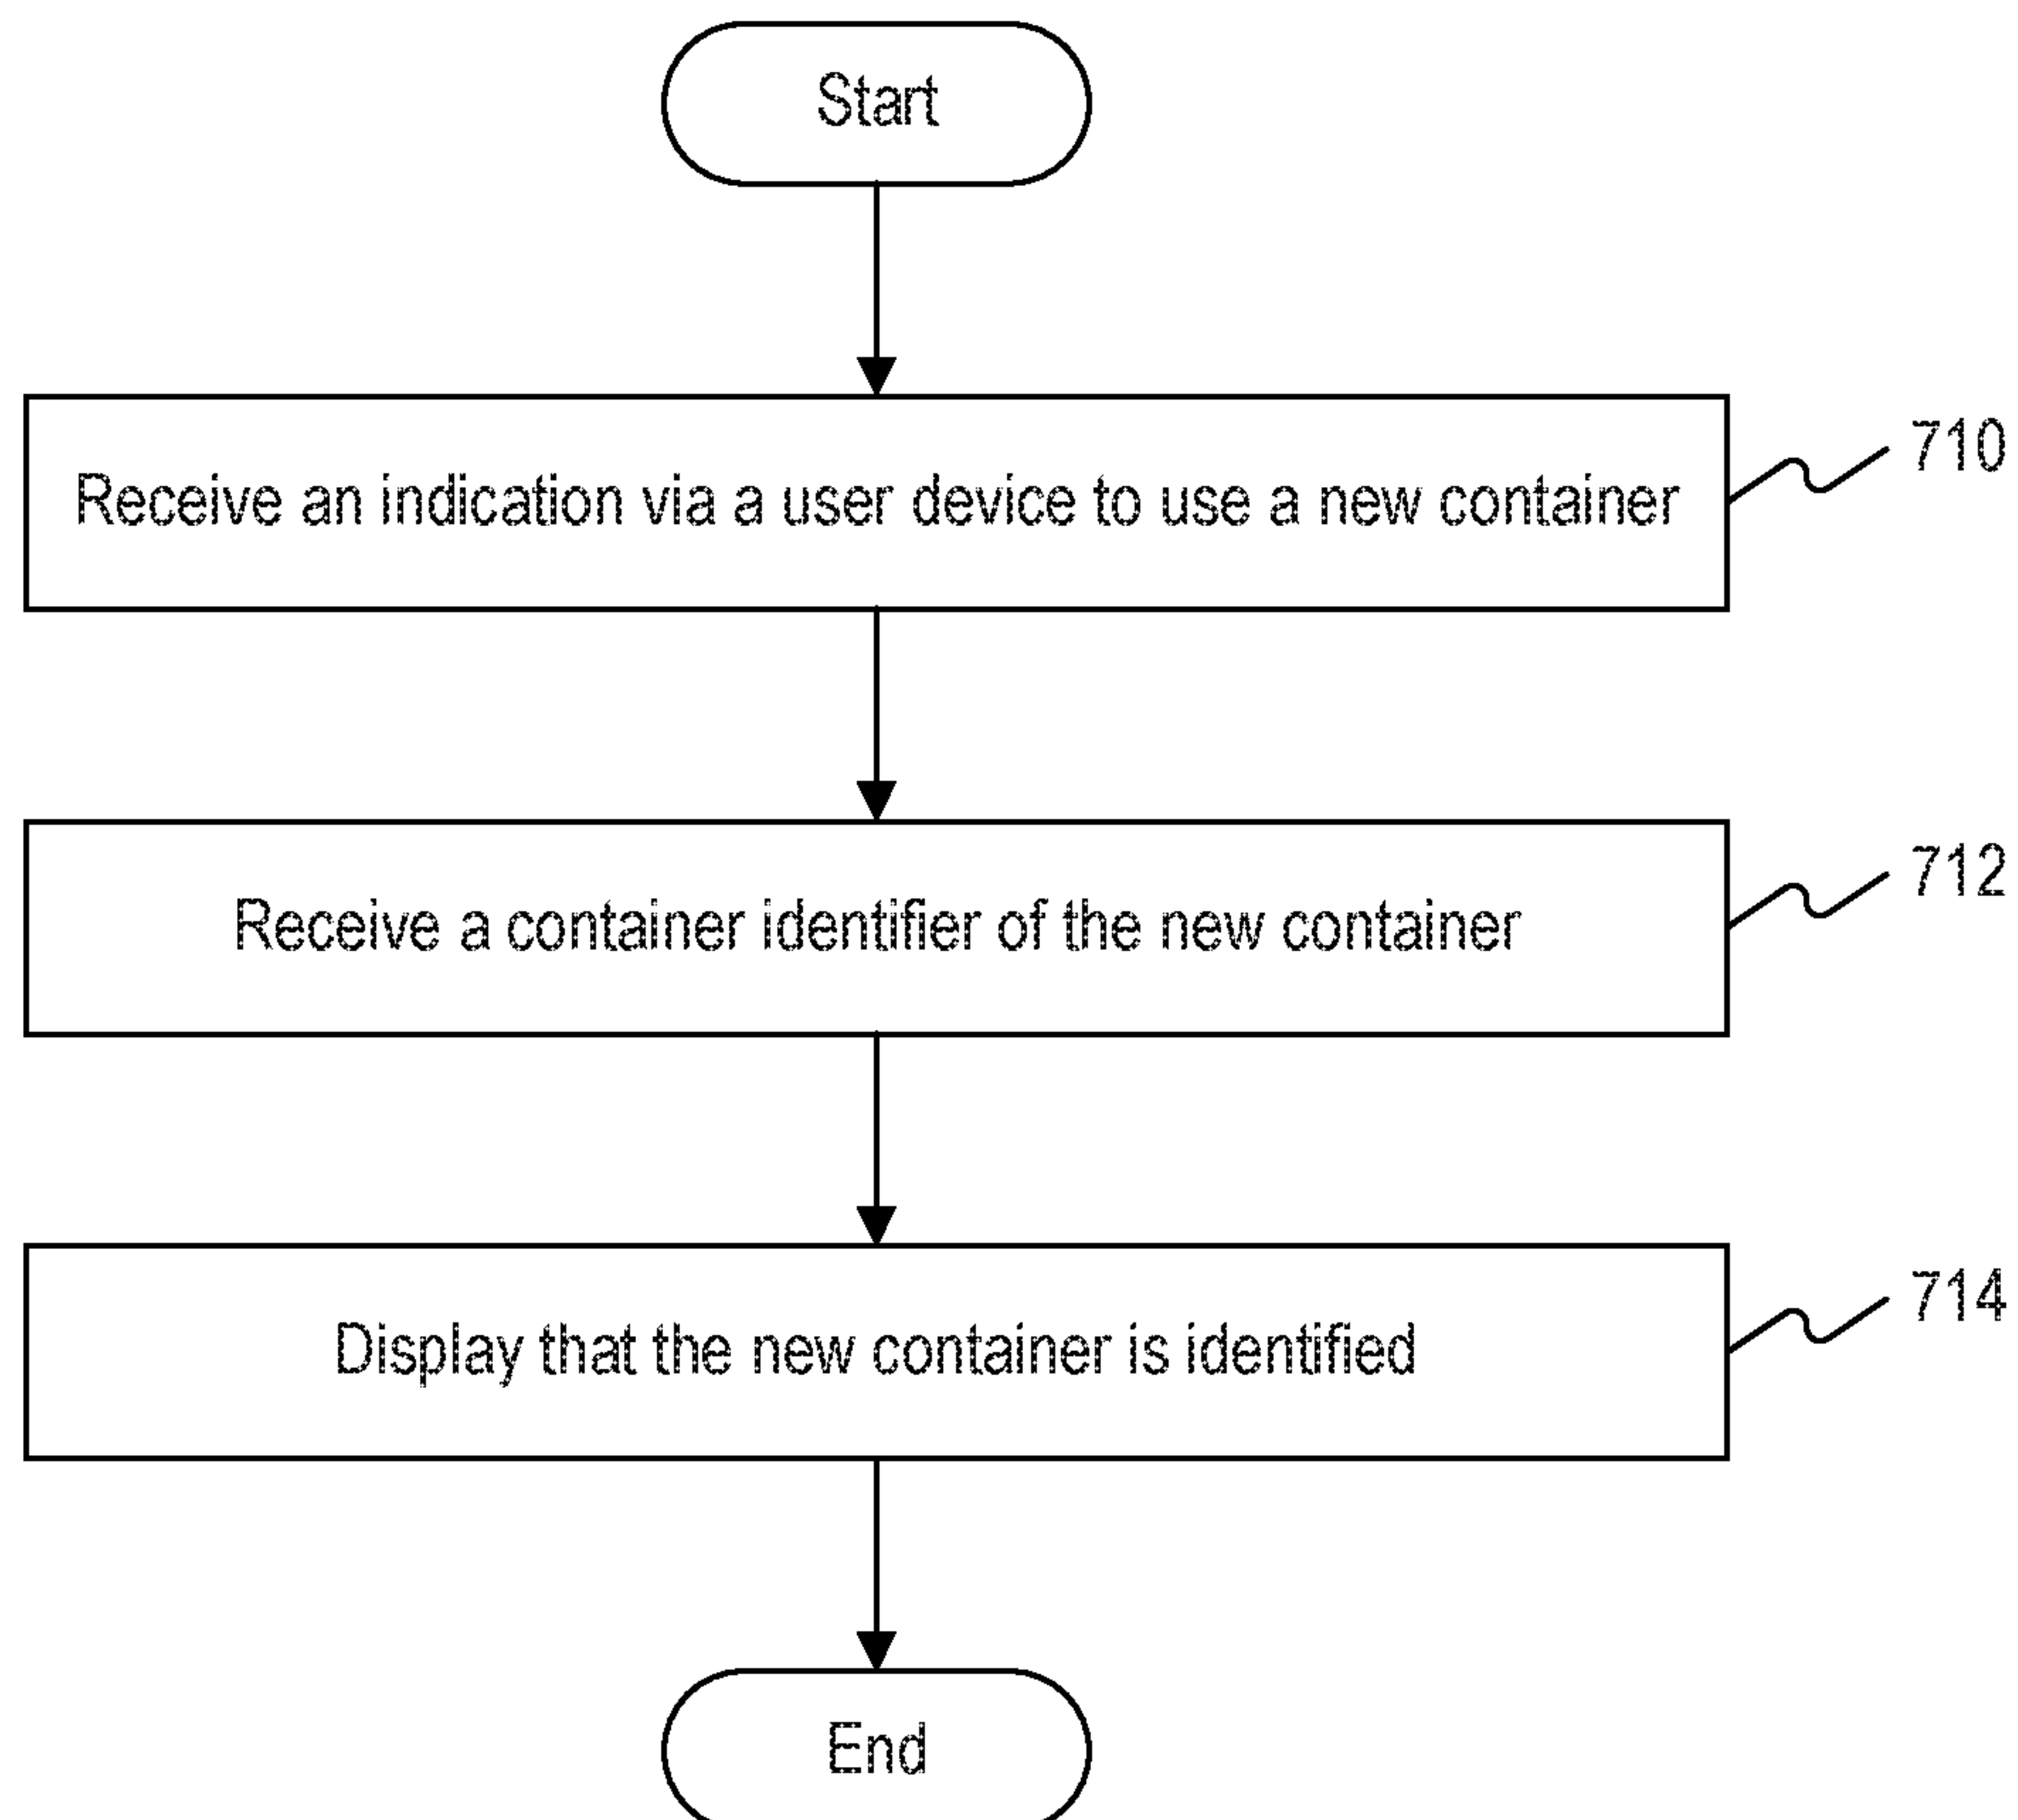 Start
Receive an indication via a user device to use a new container
710
Receive a container identifier of the new container
712
Display that the new container is identified
714
End